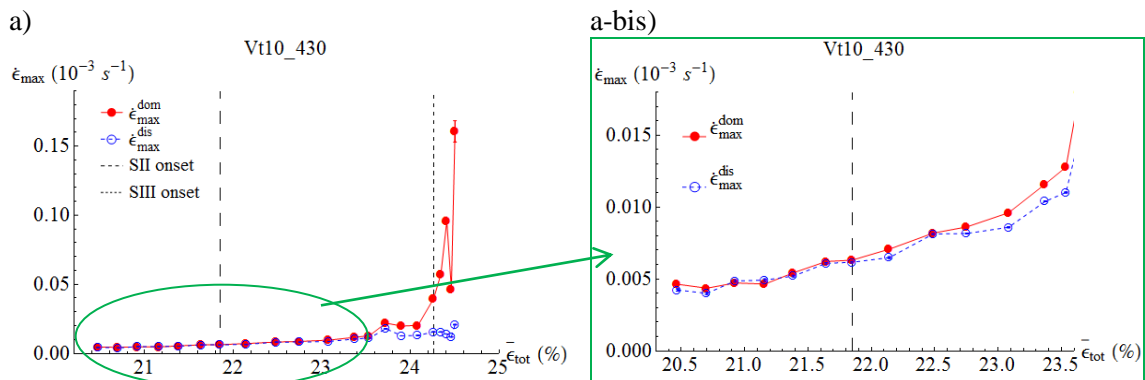 a)
Vt10_430
ε̇max (10⁻³ s⁻¹)
ε̇max^dom
ε̇max^dis
SII onset
SIII onset
0.15
0.10
0.05
0.00
21 22 23 24 25
ε̄tot (%)
a-bis)
Vt10_430
ε̇max (10⁻³ s⁻¹)
ε̇max^dom
ε̇max^dis
0.015
0.010
0.005
0.000
20.5 21.0 21.5 22.0 22.5 23.0 23.5
ε̄tot (%)